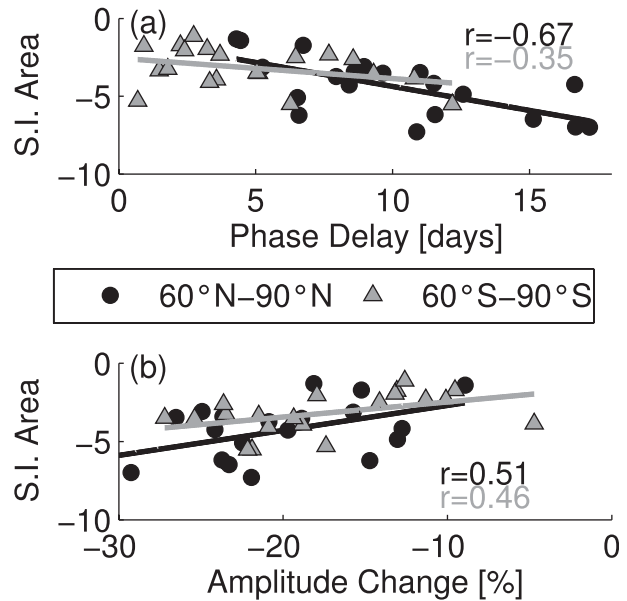 0
(a)
r=−0.67
r=−0.35
−5
−10
S.I. Area
0
5
10
15
Phase Delay [days]
60°N−90°N
60°S−90°S
0
(b)
−5
r=0.51
r=0.46
−10
S.I. Area
−30
−20
−10
0
Amplitude Change [%]